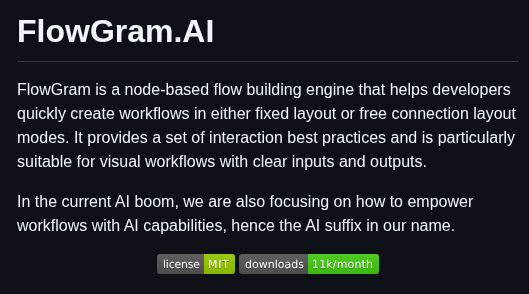 FlowGram.AI
FlowGram is a node-based flow building engine that helps developers
quickly create workflows in either fixed layout or free connection layout
modes. It provides a set of interaction best practices and is particularly
suitable for visual workflows with clear inputs and outputs.
In the current AI boom, we are also focusing on how to empower
workflows with AI capabilities, hence the AI suffix in our name.
license MIT downloads 11k/month